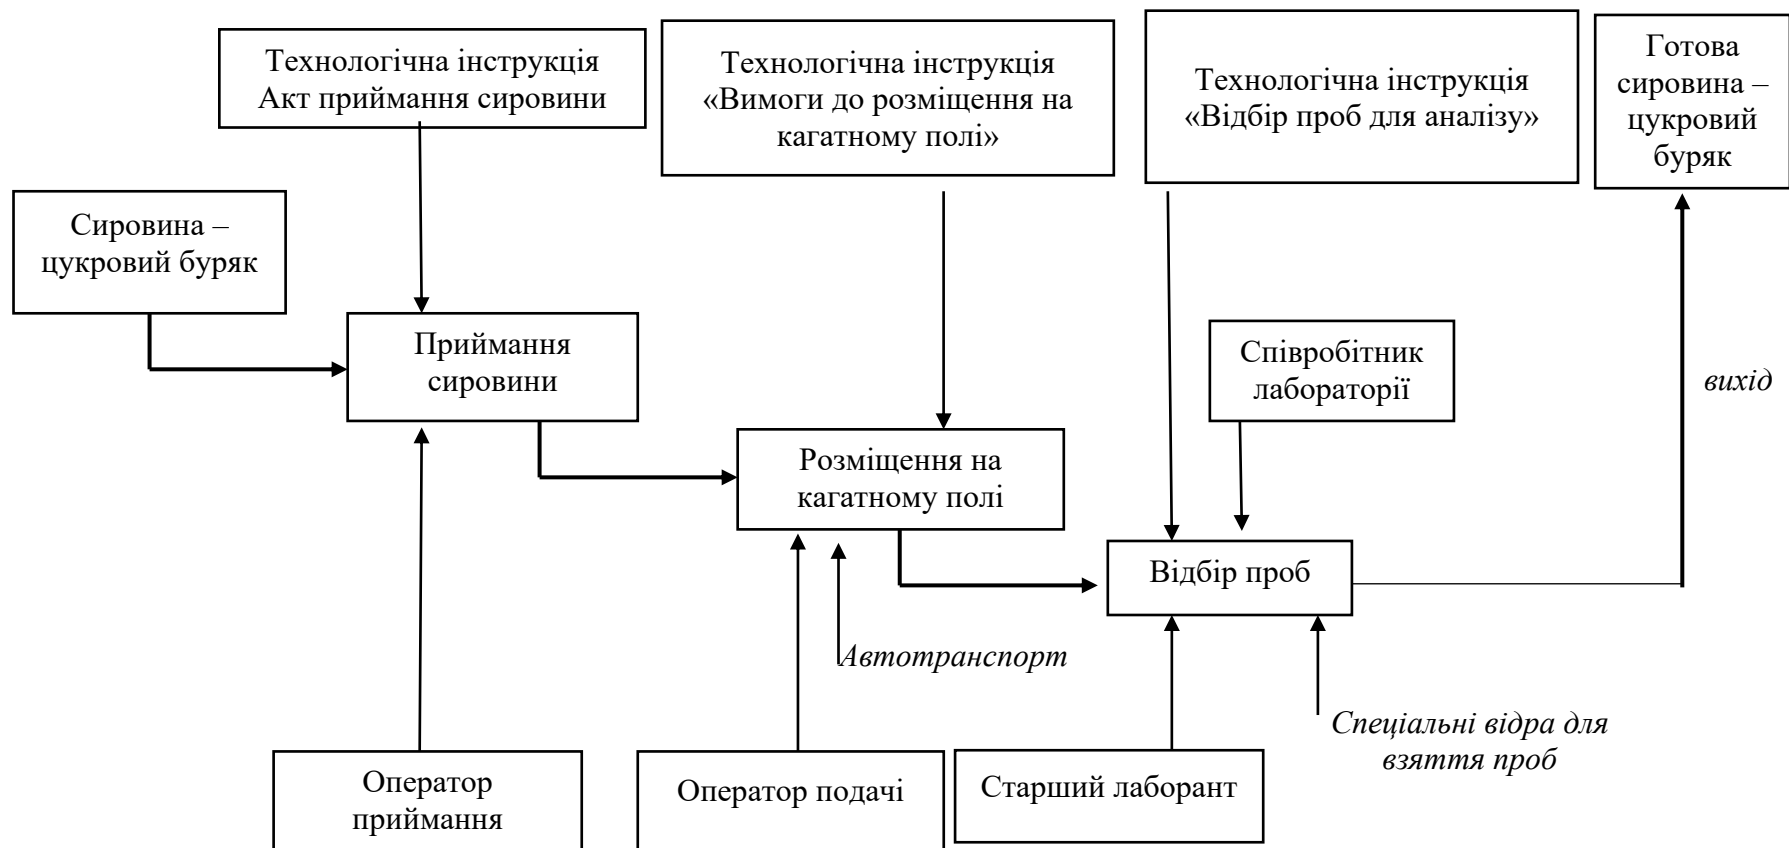 Технологічна інструкція
Акт приймання сировини
Технологічна інструкція
«Вимоги до розміщення на
кагатному полі»
Технологічна інструкція
«Відбір проб для аналізу»
Готова
сировина –
цукровий
буряк
Сировина –
цукровий буряк
Приймання
сировини
Співробітник
лабораторії
вихід
Розміщення на
кагатному полі
Відбір проб
Автотранспорт
Спеціальні відра для
взяття проб
Оператор
приймання
Оператор подачі
Старший лаборант